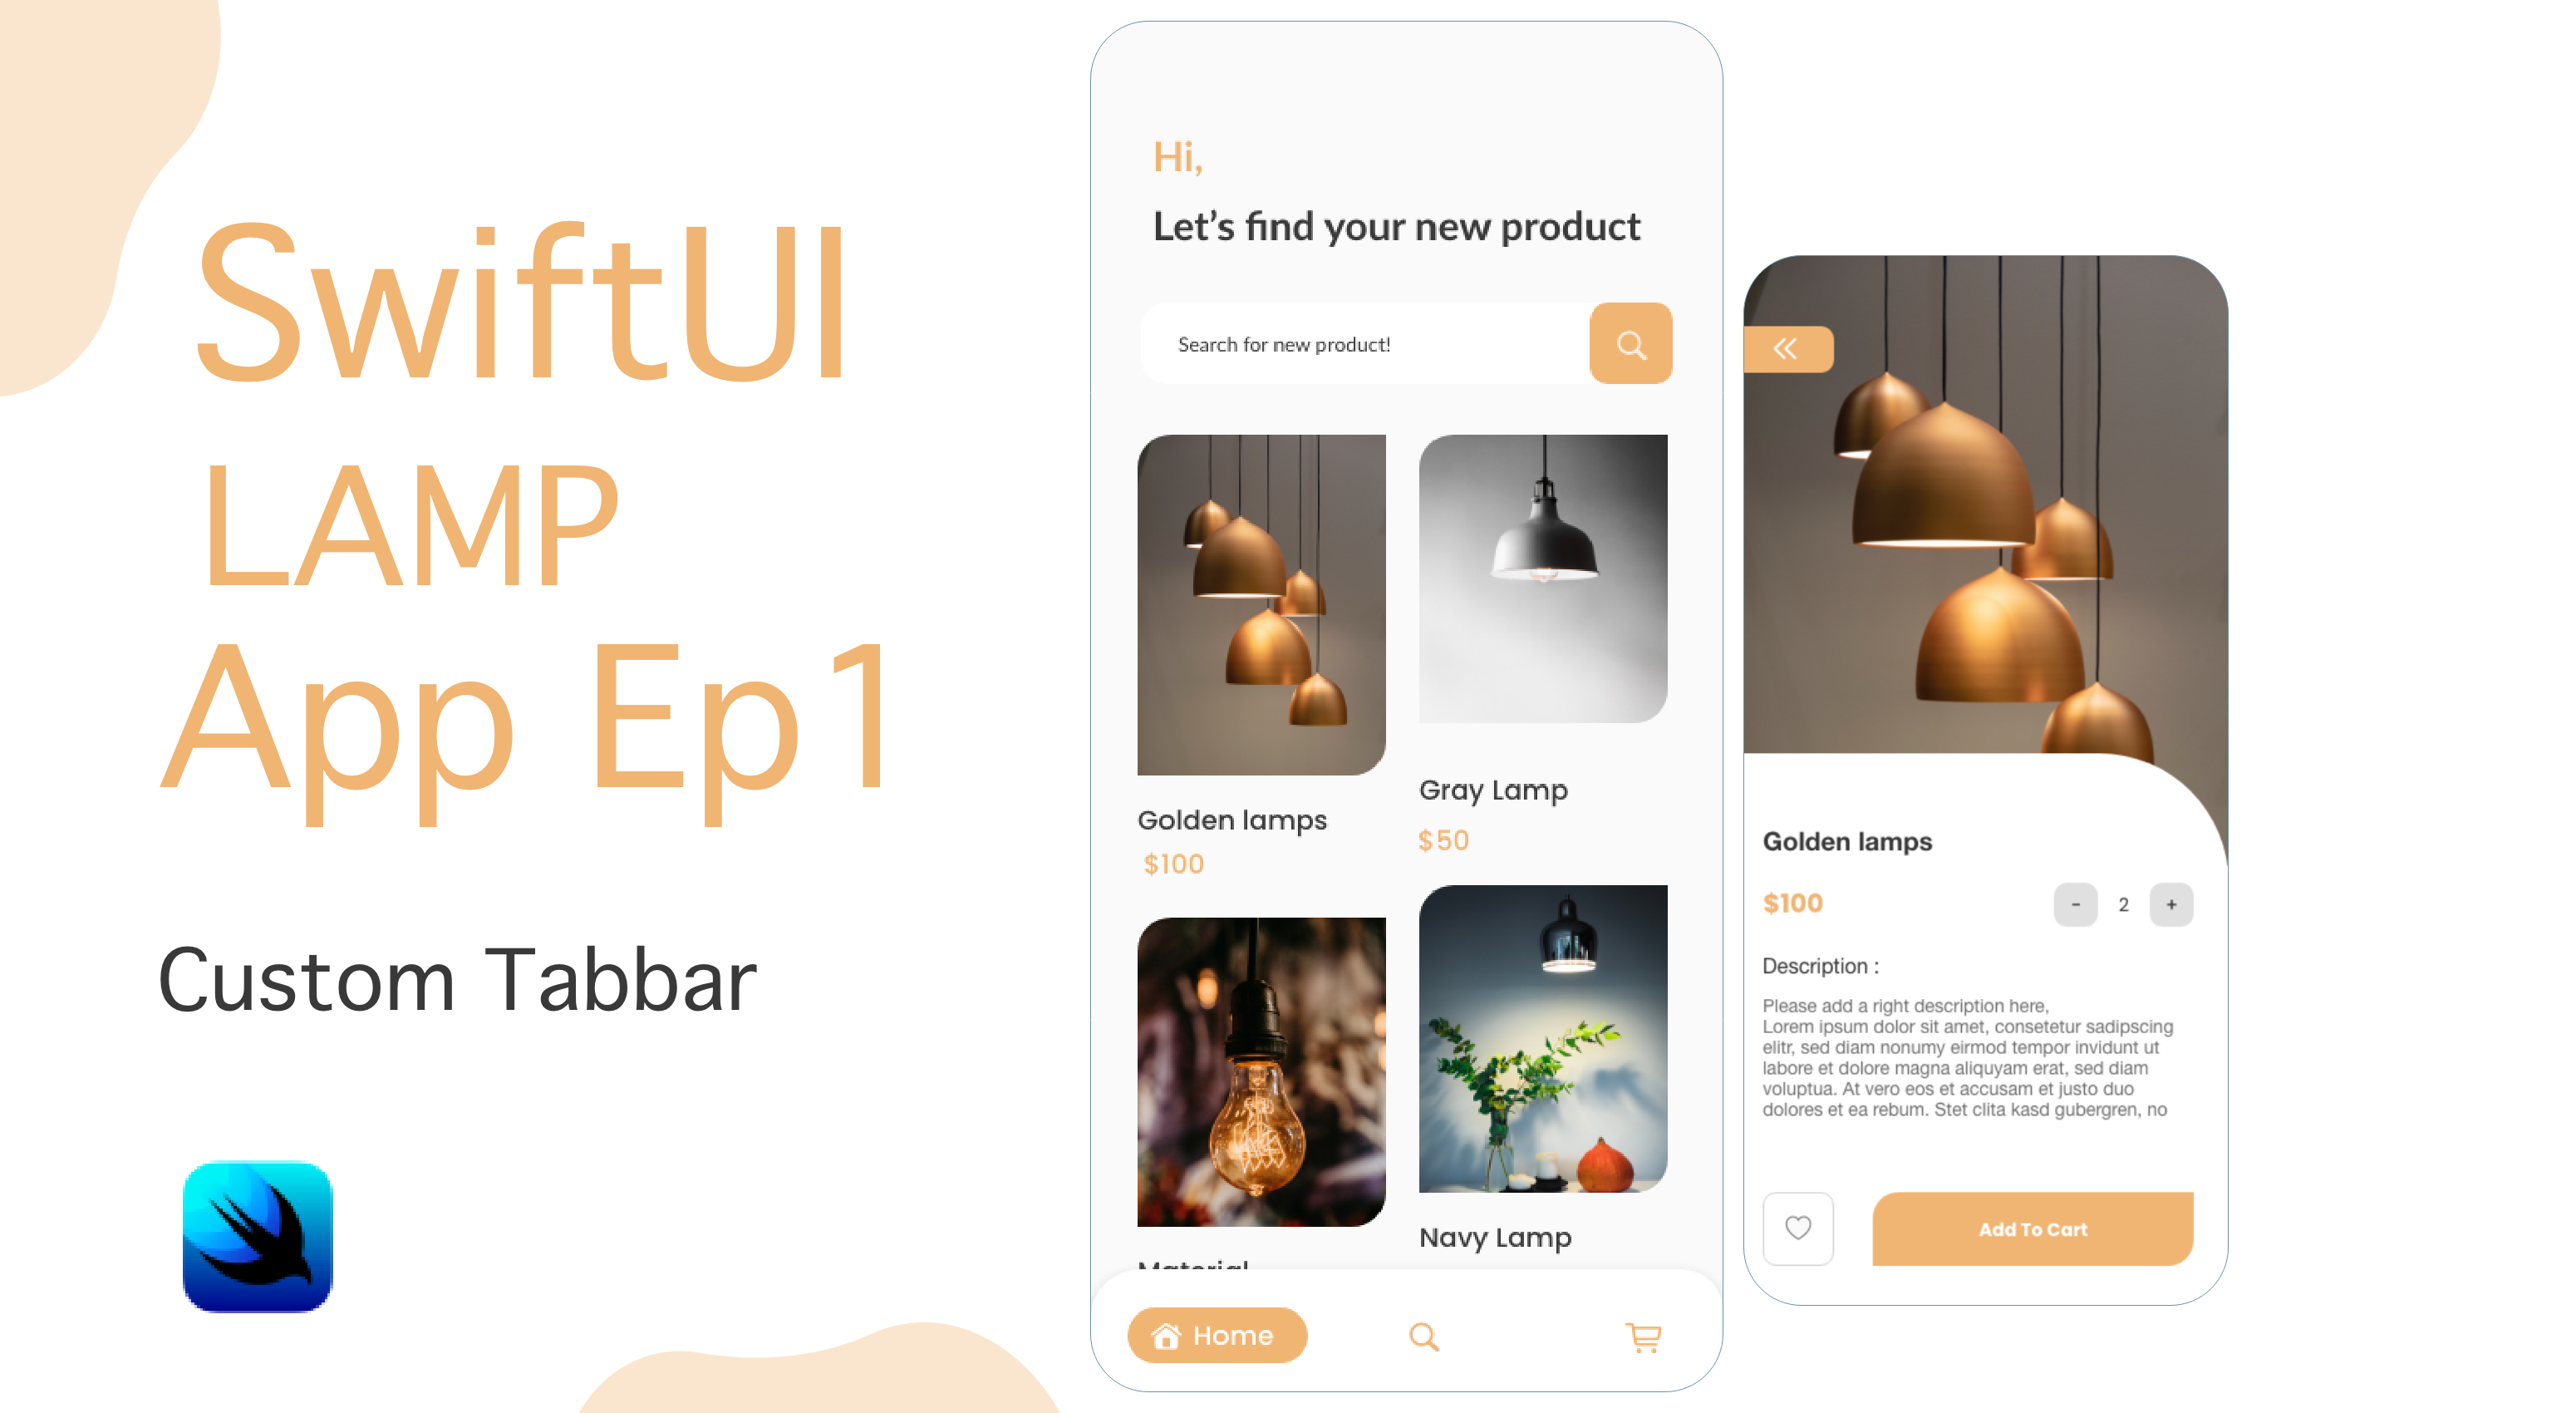 SwiftUI
LAMP
App Ep1
Custom Tabbar
Hi,
Let's find your new product
Search for new product!
Golden lamps
$100
Gray Lamp
$50
Material
Navy Lamp
Home
Golden lamps
$100
- 2 +
Description :
Please add a right description here,
Lorem ipsum dolor sit amet, consetetur sadipscing
elitr, sed diam nonumy eirmod tempor invidunt ut
labore et dolore magna aliquyam erat, sed diam
voluptua. At vero eos et accusam et justo duo
dolores et ea rebum. Stet clita kasd gubergren, no
Add To Cart